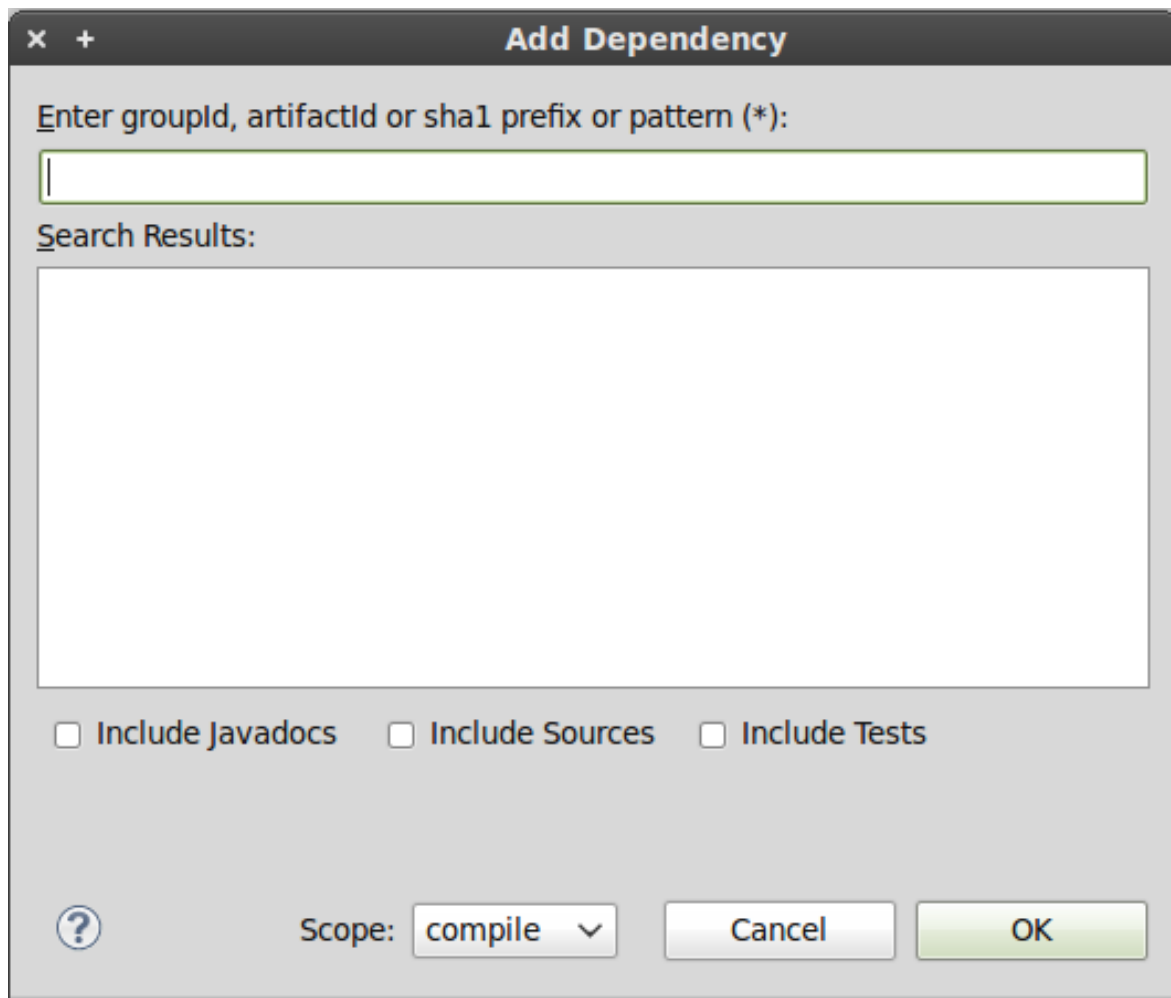 Add Dependency
Enter groupId, artifactId or sha1 prefix or pattern (*):
Search Results:
Include Javadocs Include Sources Include Tests
? Scope: compile Cancel OK